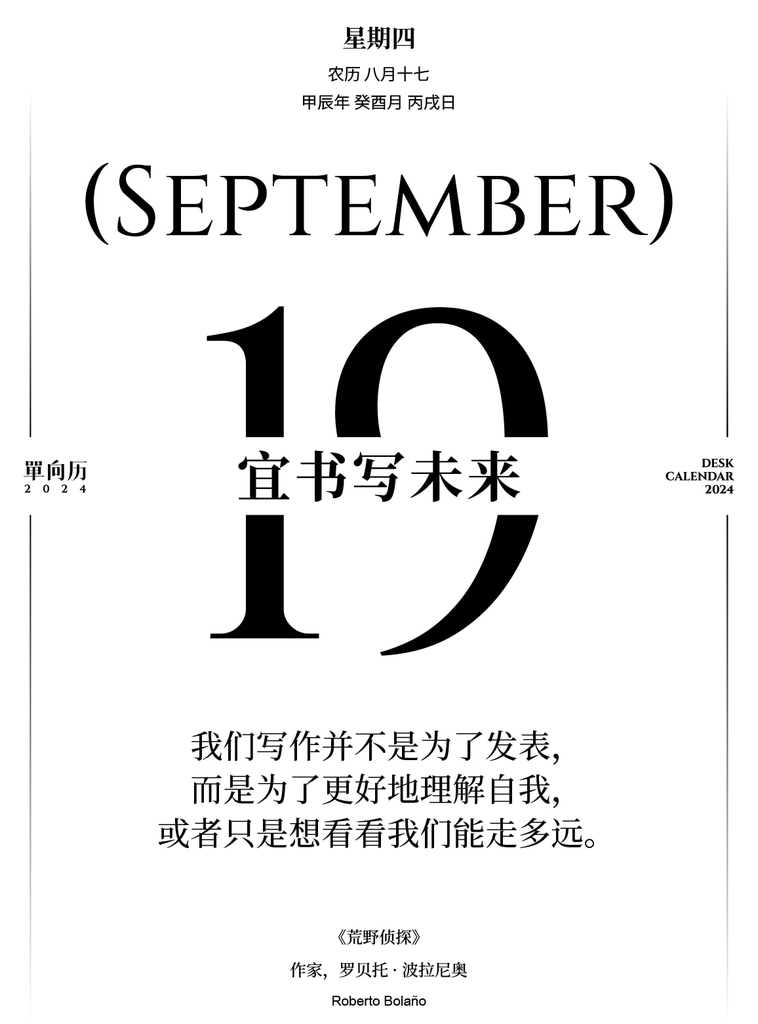 星期四
农历 八月十七
甲辰年 癸酉月 丙戌日
(SEPTEMBER)
19
宜书写未来
單向历
2024
DESK
CALENDAR
2024
我们写作并不是为了发表，
而是为了更好地理解自我，
或者只是想看看我们能走多远。
《荒野侦探》
作家，罗贝托·波拉尼奥
Roberto Bolaño